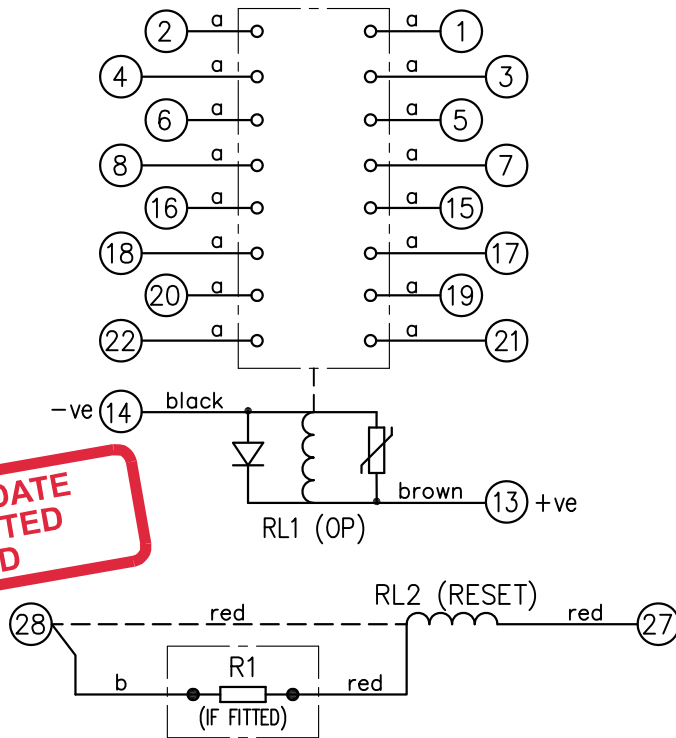 2 a a 1
4 a a 3
6 a a 5
8 a a 7
16 a a 15
18 a a 17
20 a a 19
22 a a 21
-ve 14 black
brown 13 +ve
RL1 (OP)
DATE
TED
D
RL2 (RESET)
28 red red 27
R1
b red
(IF FITTED)